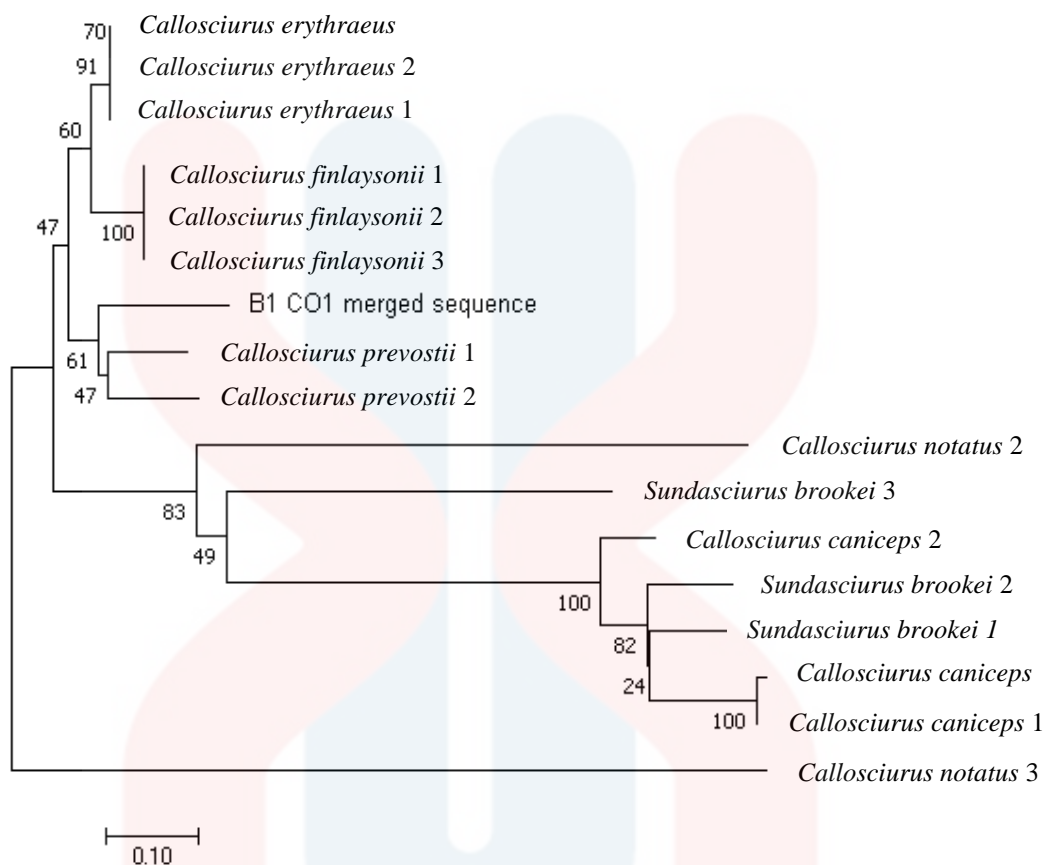 70
Callosciurus erythraeus
91
Callosciurus erythraeus 2
Callosciurus erythraeus 1
60
Callosciurus finlaysonii 1
Callosciurus finlaysonii 2
100
Callosciurus finlaysonii 3
47
B1 CO1 merged sequence
61
Callosciurus prevostii 1
47
Callosciurus prevostii 2
Callosciurus notatus 2
83
Sundasciurus brookei 3
49
Callosciurus caniceps 2
100
Sundasciurus brookei 2
82
Sundasciurus brookei 1
24
Callosciurus caniceps
100
Callosciurus caniceps 1
Callosciurus notatus 3
0.10